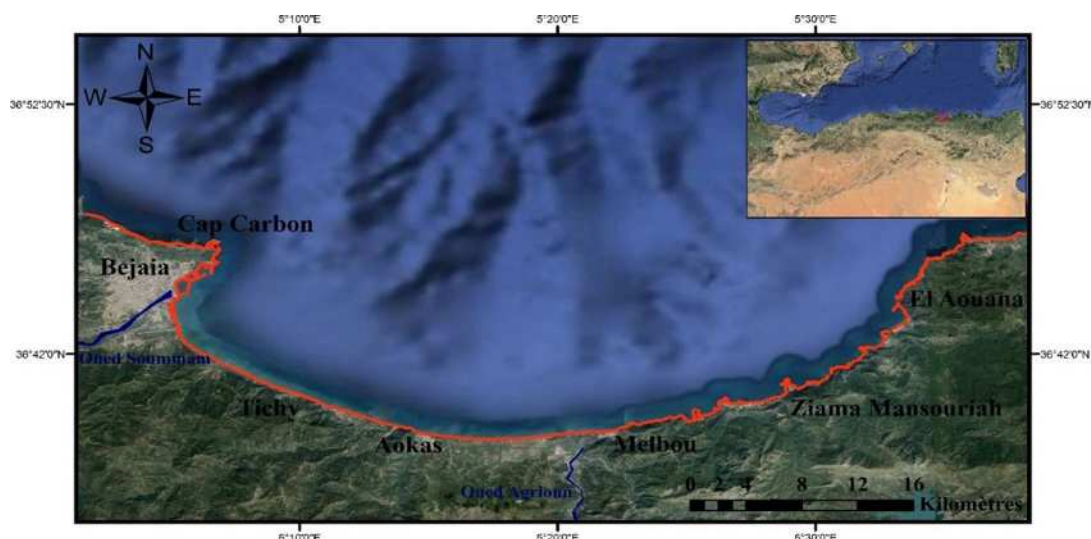 5°10'0"E 5°20'0"E 5°30'0"E
N
W E
S
36°52'30"N 36°52'30"N
Cap Carbon
Bejaia
El Aouana
36°42'0"N 36°42'0"N
Oued Soummam
Tichy
Ziama Mansouriah
Aokas
Melbou
Oued Agrioun
0 2 4 8 12 16
Kilometres
5°10'0"E 5°20'0"E 5°30'0"E